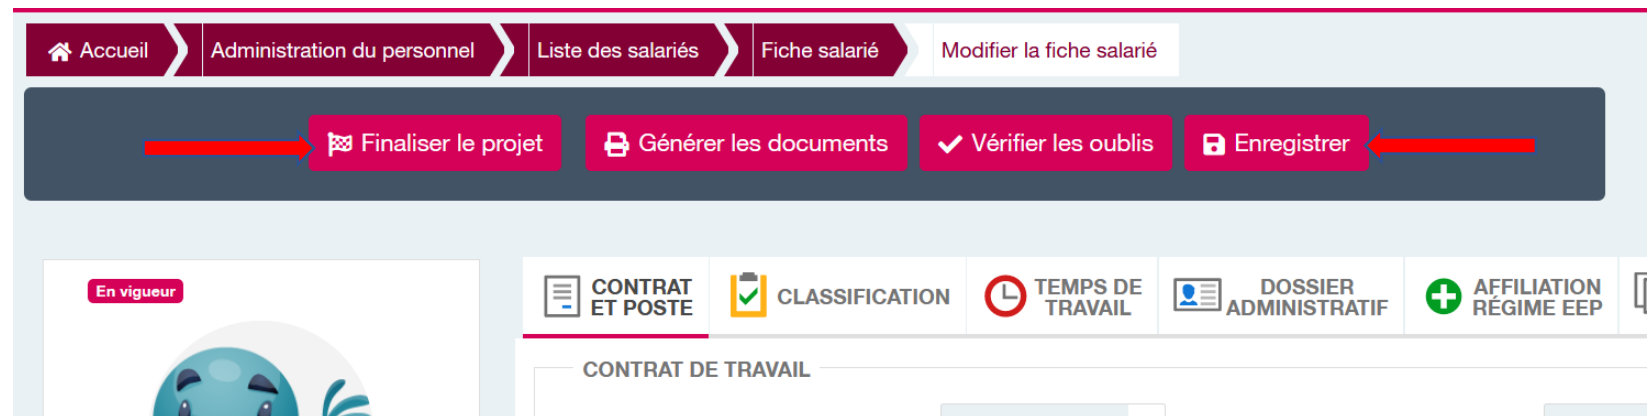 Accueil
Administration du personnel
Liste des salariés
Fiche salarié
Modifier la fiche salarié
Finaliser le projet
Générer les documents
Vérifier les oublis
Enregistrer
En vigueur
CONTRAT
ET POSTE
CLASSIFICATION
TEMPS DE
TRAVAIL
DOSSIER
ADMINISTRATIF
AFFILIATION
RÉGIME EEP
CONTRAT DE TRAVAIL